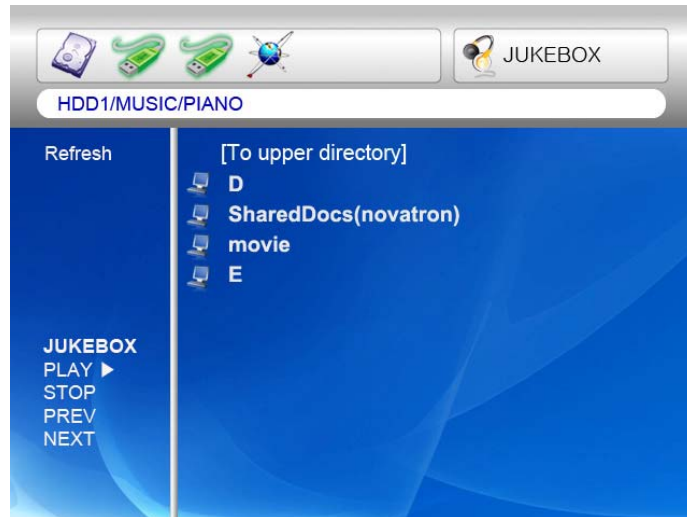 JUKEBOX
HDD1/MUSIC/PIANO
Refresh
[To upper directory]
D
SharedDocs(novatron)
movie
E
JUKEBOX
PLAY ▶
STOP
PREV
NEXT